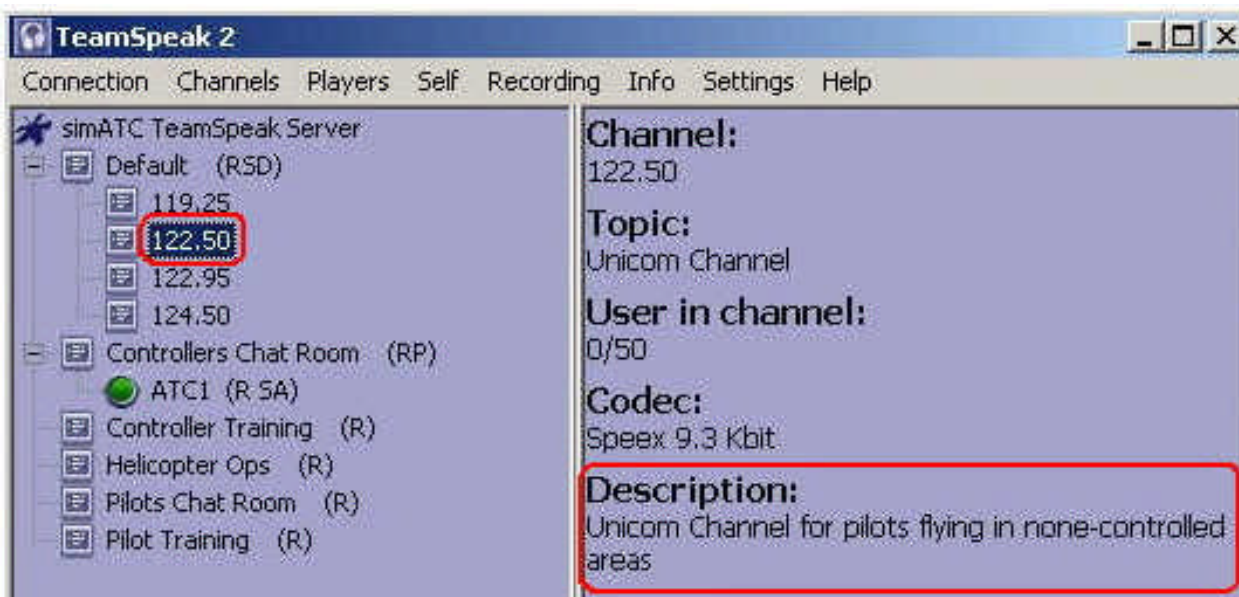 TeamSpeak 2
Connection Channels Players Self Recording Info Settings Help
simATC TeamSpeak Server
Default (RSD)
119.25
122.50
122.95
124.50
Controllers Chat Room (RP)
ATC1 (R SA)
Controller Training (R)
Helicopter Ops (R)
Pilots Chat Room (R)
Pilot Training (R)
Channel:
122.50
Topic:
Unicom Channel
User in channel:
0/50
Codec:
Speex 9.3 Kbit
Description:
Unicom Channel for pilots flying in none-controlled
areas